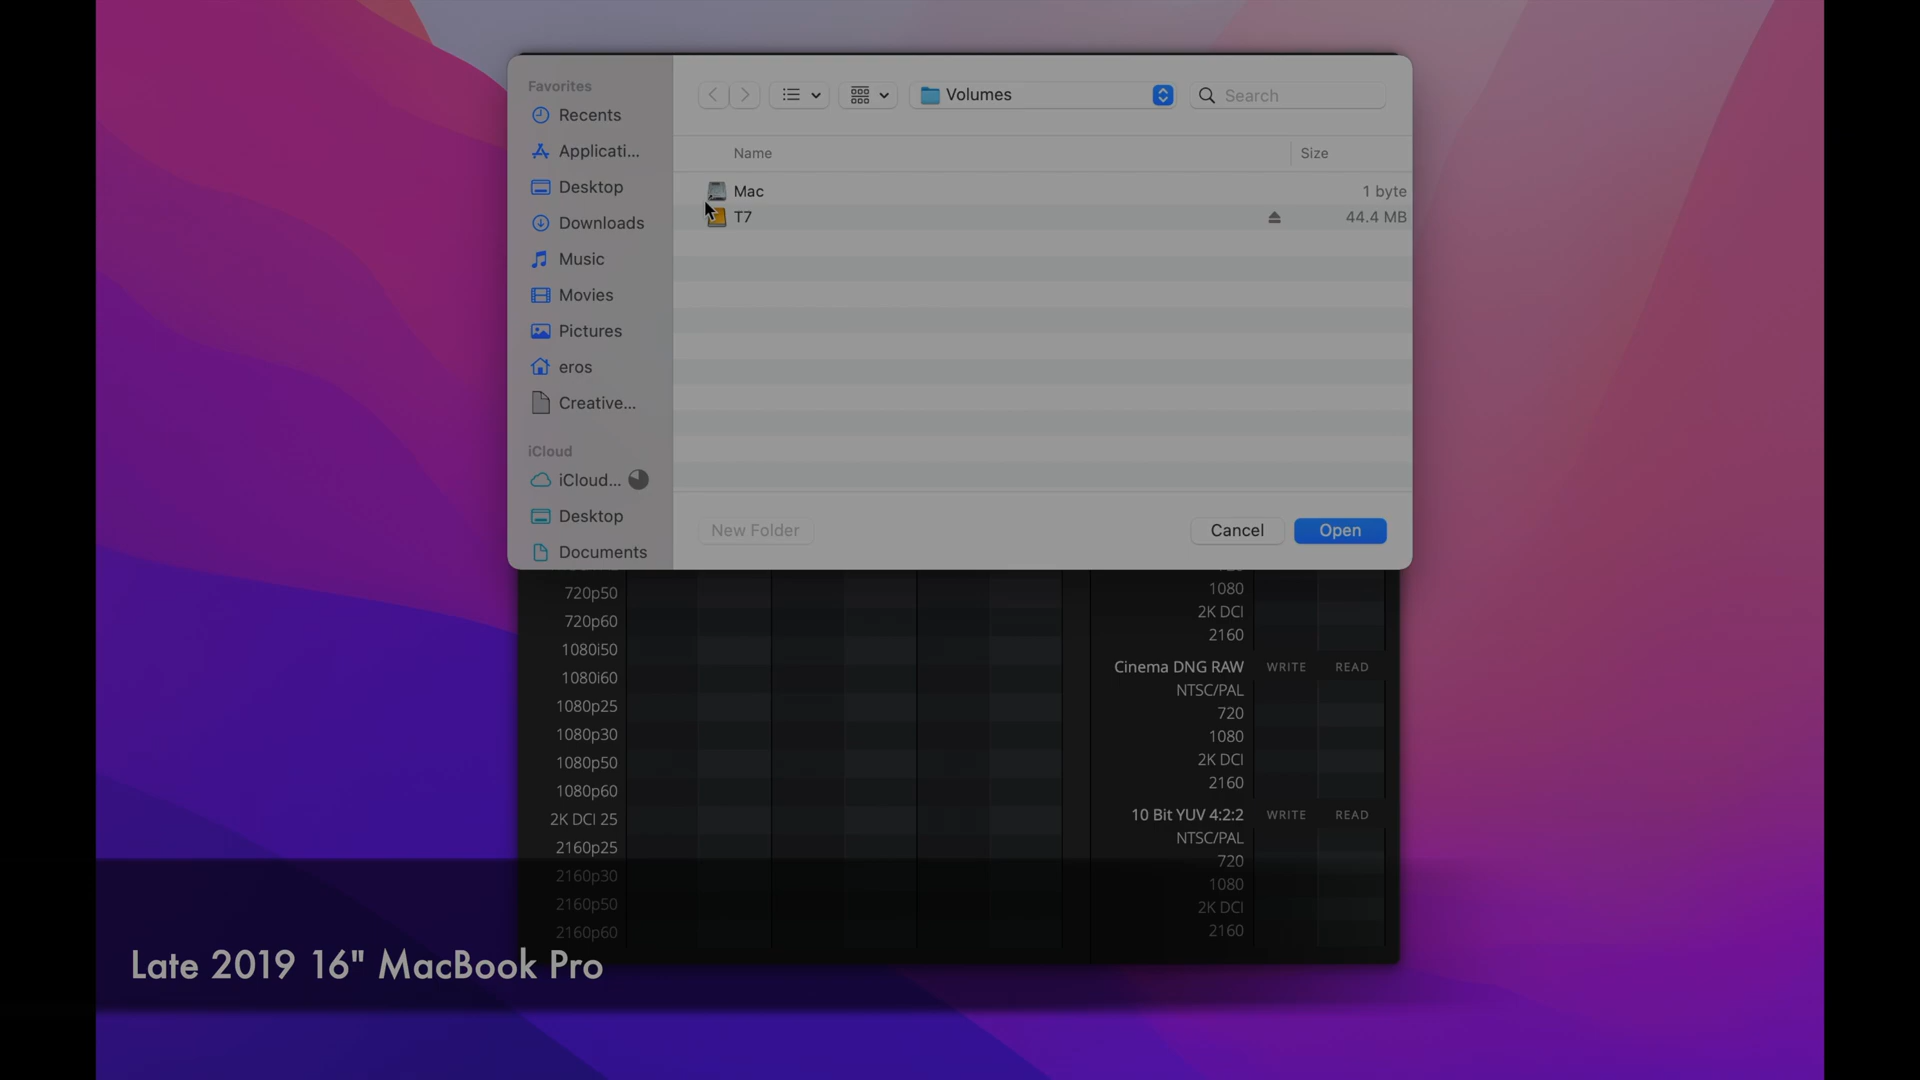 Favorites
Recents
Applicati...
Desktop
Downloads
Music
Movies
Pictures
eros
Creative...
iCloud
iCloud...
Desktop
Documents
Volumes
Search
Name Size
Mac 1 byte
T7 44.4 MB
New Folder Cancel Open
720p50
720p60
1080i50
1080i60
1080p25
1080p30
1080p50
1080p60
2K DCI 25
2160p25
2160p30
2160p50
2160p60
1080
2K DCI
2160
Cinema DNG RAW WRITE READ
NTSC/PAL
720
1080
2K DCI
2160
10 Bit YUV 4:2:2 WRITE READ
NTSC/PAL
720
1080
2K DCI
2160
Late 2019 16" MacBook Pro